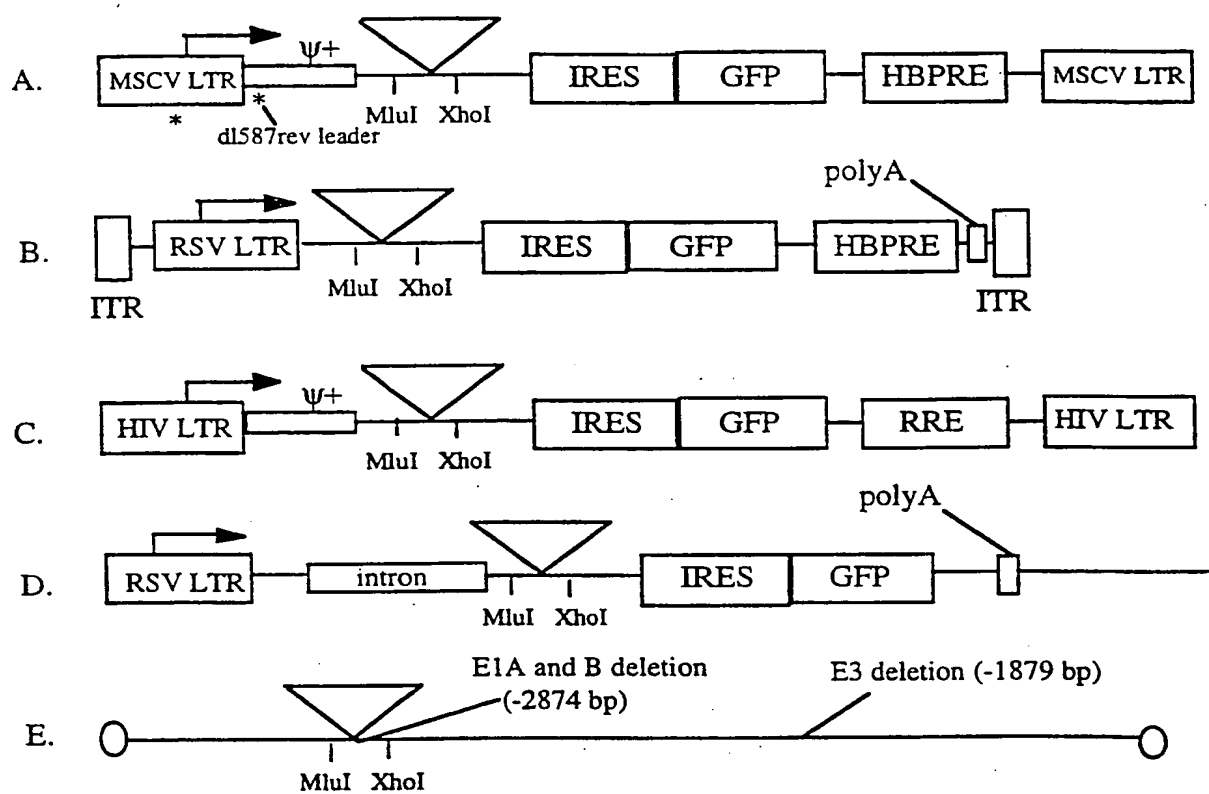 A.
MSCV LTR
ψ+
IRES
GFP
HBPRE
MSCV LTR
*
*
MluI
XhoI
dl587rev leader
polyA
B.
RSV LTR
IRES
GFP
HBPRE
MluI
XhoI
ITR
ITR
C.
HIV LTR
ψ+
IRES
GFP
RRE
HIV LTR
MluI
XhoI
polyA
D.
RSV LTR
intron
IRES
GFP
MluI
XhoI
E1A and B deletion
(-2874 bp)
E3 deletion (-1879 bp)
E.
MluI
XhoI